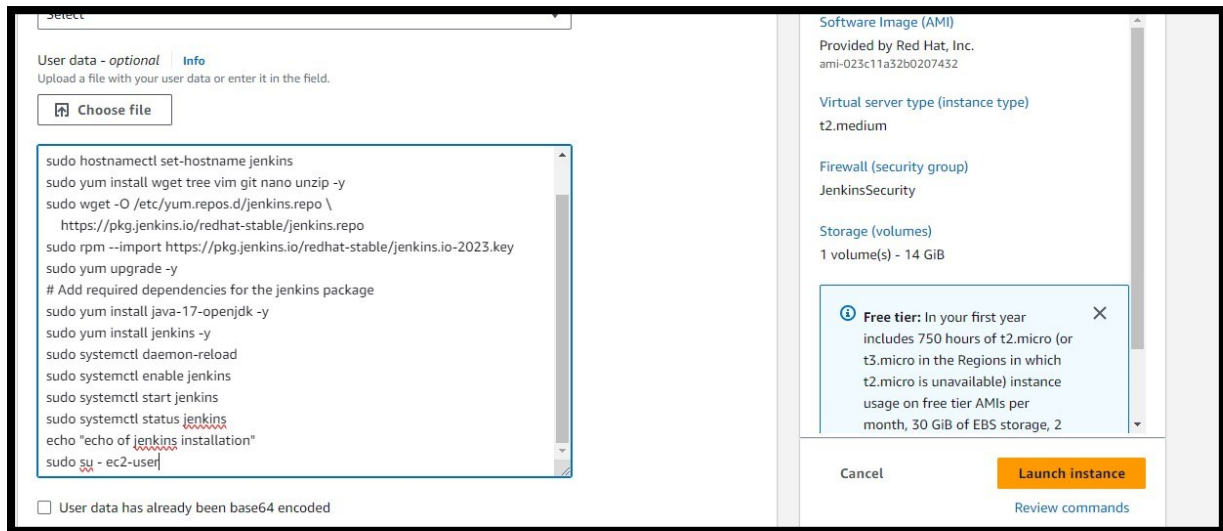 Select
User data - optional Info
Upload a file with your user data or enter it in the field.
Choose file
sudo hostnamectl set-hostname jenkins
sudo yum install wget tree vim git nano unzip -y
sudo wget -O /etc/yum.repos.d/jenkins.repo \
https://pkg.jenkins.io/redhat-stable/jenkins.repo
sudo rpm --import https://pkg.jenkins.io/redhat-stable/jenkins.io-2023.key
sudo yum upgrade -y
# Add required dependencies for the jenkins package
sudo yum install java-17-openjdk -y
sudo yum install jenkins -y
sudo systemctl daemon-reload
sudo systemctl enable jenkins
sudo systemctl start jenkins
sudo systemctl status jenkins
echo "echo of jenkins installation"
sudo su - ec2-user
User data has already been base64 encoded
Software Image (AMI)
Provided by Red Hat, Inc.
ami-023c11a32b0207432
Virtual server type (instance type)
t2.medium
Firewall (security group)
JenkinsSecurity
Storage (volumes)
1 volume(s) - 14 GiB
Free tier: In your first year
includes 750 hours of t2.micro (or
t3.micro in the Regions in which
t2.micro is unavailable) instance
usage on free tier AMIs per
month, 30 GiB of EBS storage, 2
Cancel
Launch instance
Review commands